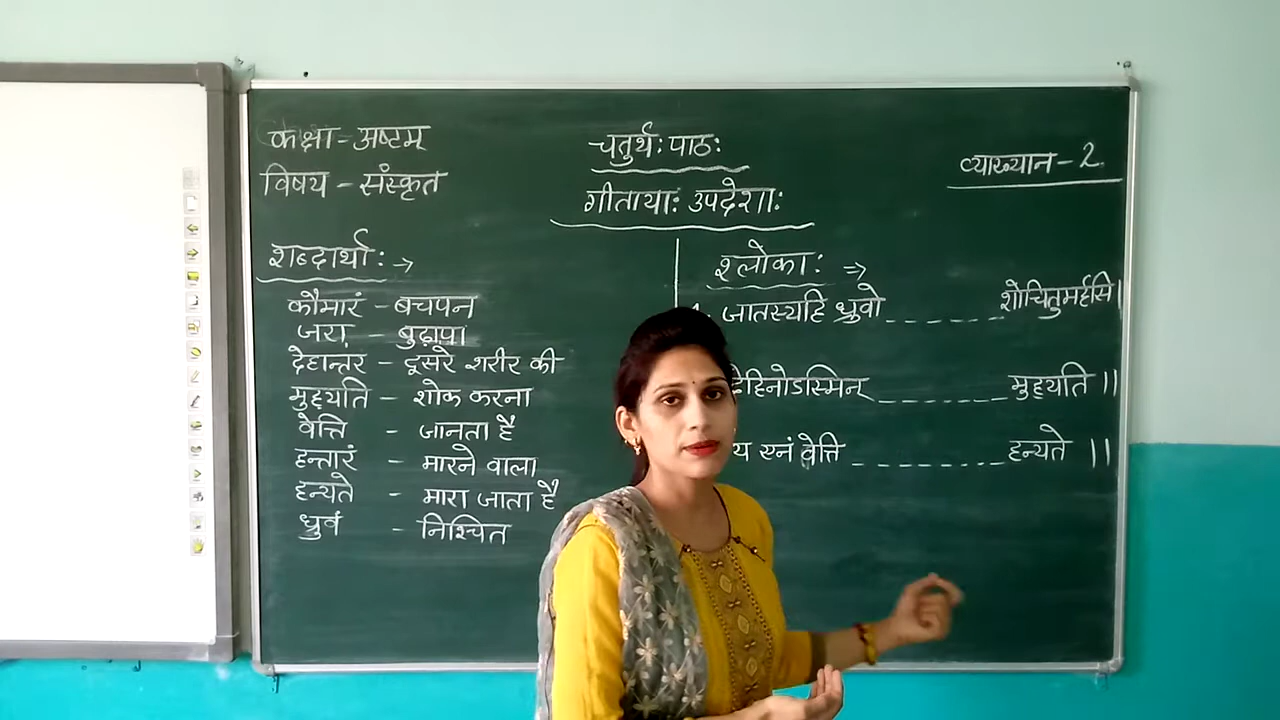 कक्षा - अष्टम्
विषय - संस्कृत
चतुर्थ: पाठ:
गीताया: उपदेशा:
व्याख्यान - 2.
शब्दार्था: →
कौमारं - बचपन
जरा - बुढ़ापा
देहान्तर - दूसरे शरीर की
मुह्यति - शोक करना
वेत्ति - जानता है
हन्तारं - मारने वाला
हन्यते - मारा जाता है
ध्रुवं - निश्चित
श्लोका: ⇒
जातस्यहि ध्रुवो _ _ _ _ _ _ शोचितुमर्हसि।
देहिनोऽस्मिन् _ _ _ _ _ _ _ मुह्यति ॥
य एनं वेत्ति _ _ _ _ _ _ _ _ हन्यते ॥